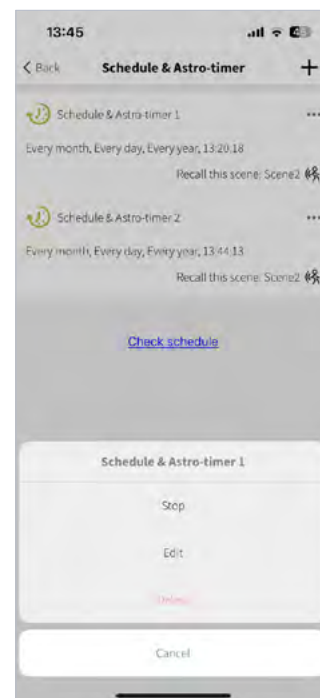 13:45
< Back Schedule & Astro-timer +
Schedule & Astro-timer 1 ...
Every month, Every day, Every year, 13:20:18
Recall this scene: Scene2
Schedule & Astro-timer 2 ...
Every month, Every day, Every year, 13:44:13
Recall this scene: Scene2
Check schedule
Schedule & Astro-timer 1
Stop
Edit
Delete
Cancel